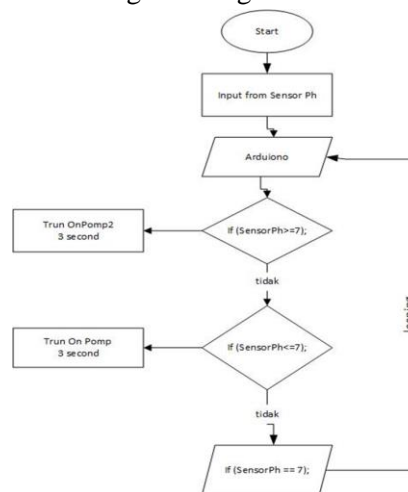 Start
Input from Sensor Ph
Arduiono
If (SensorPh>=7);
Trun OnPomp2
3 second
tidak
If (SensorPh<=7);
Trun On Pomp
3 second
tidak
If (SensorPh == 7);